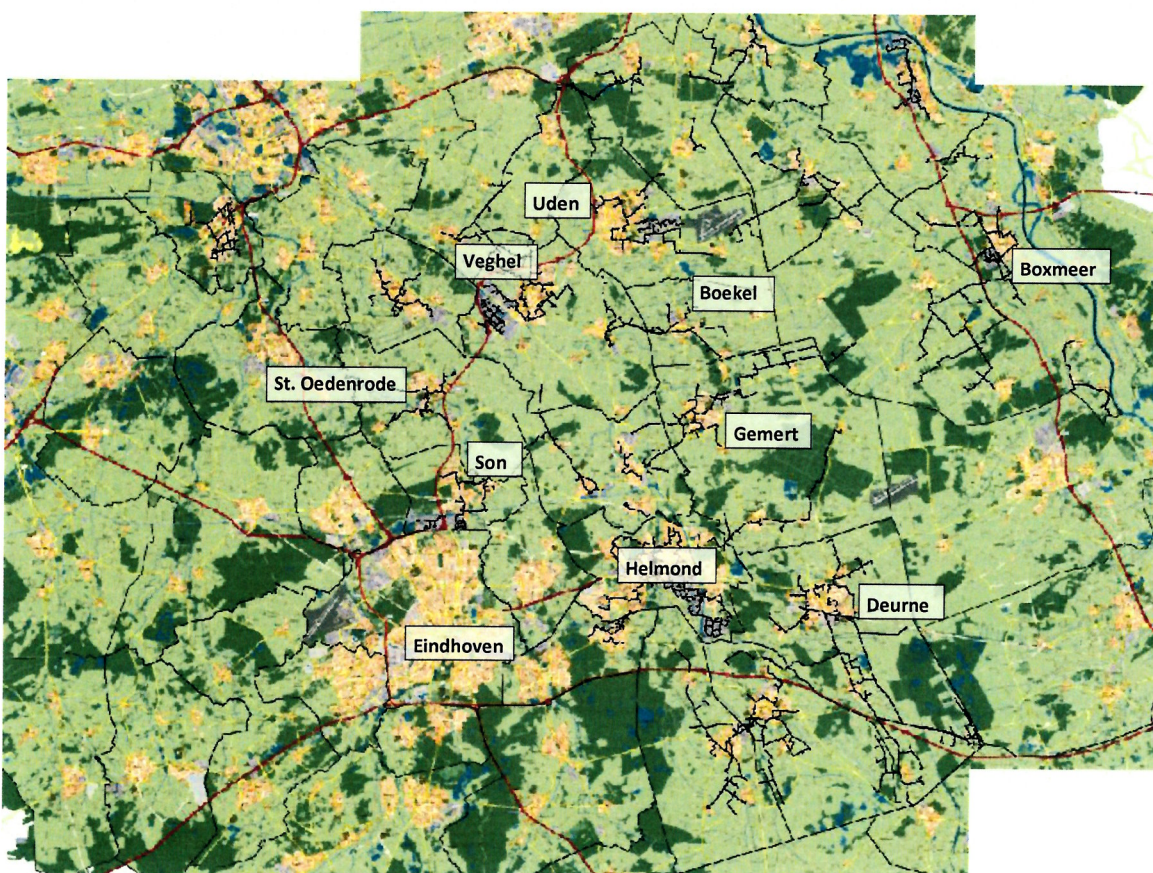 Uden
Veghel
Boxmeer
Boekel
St. Oedenrode
Gemert
Son
Helmond
Deurne
Eindhoven